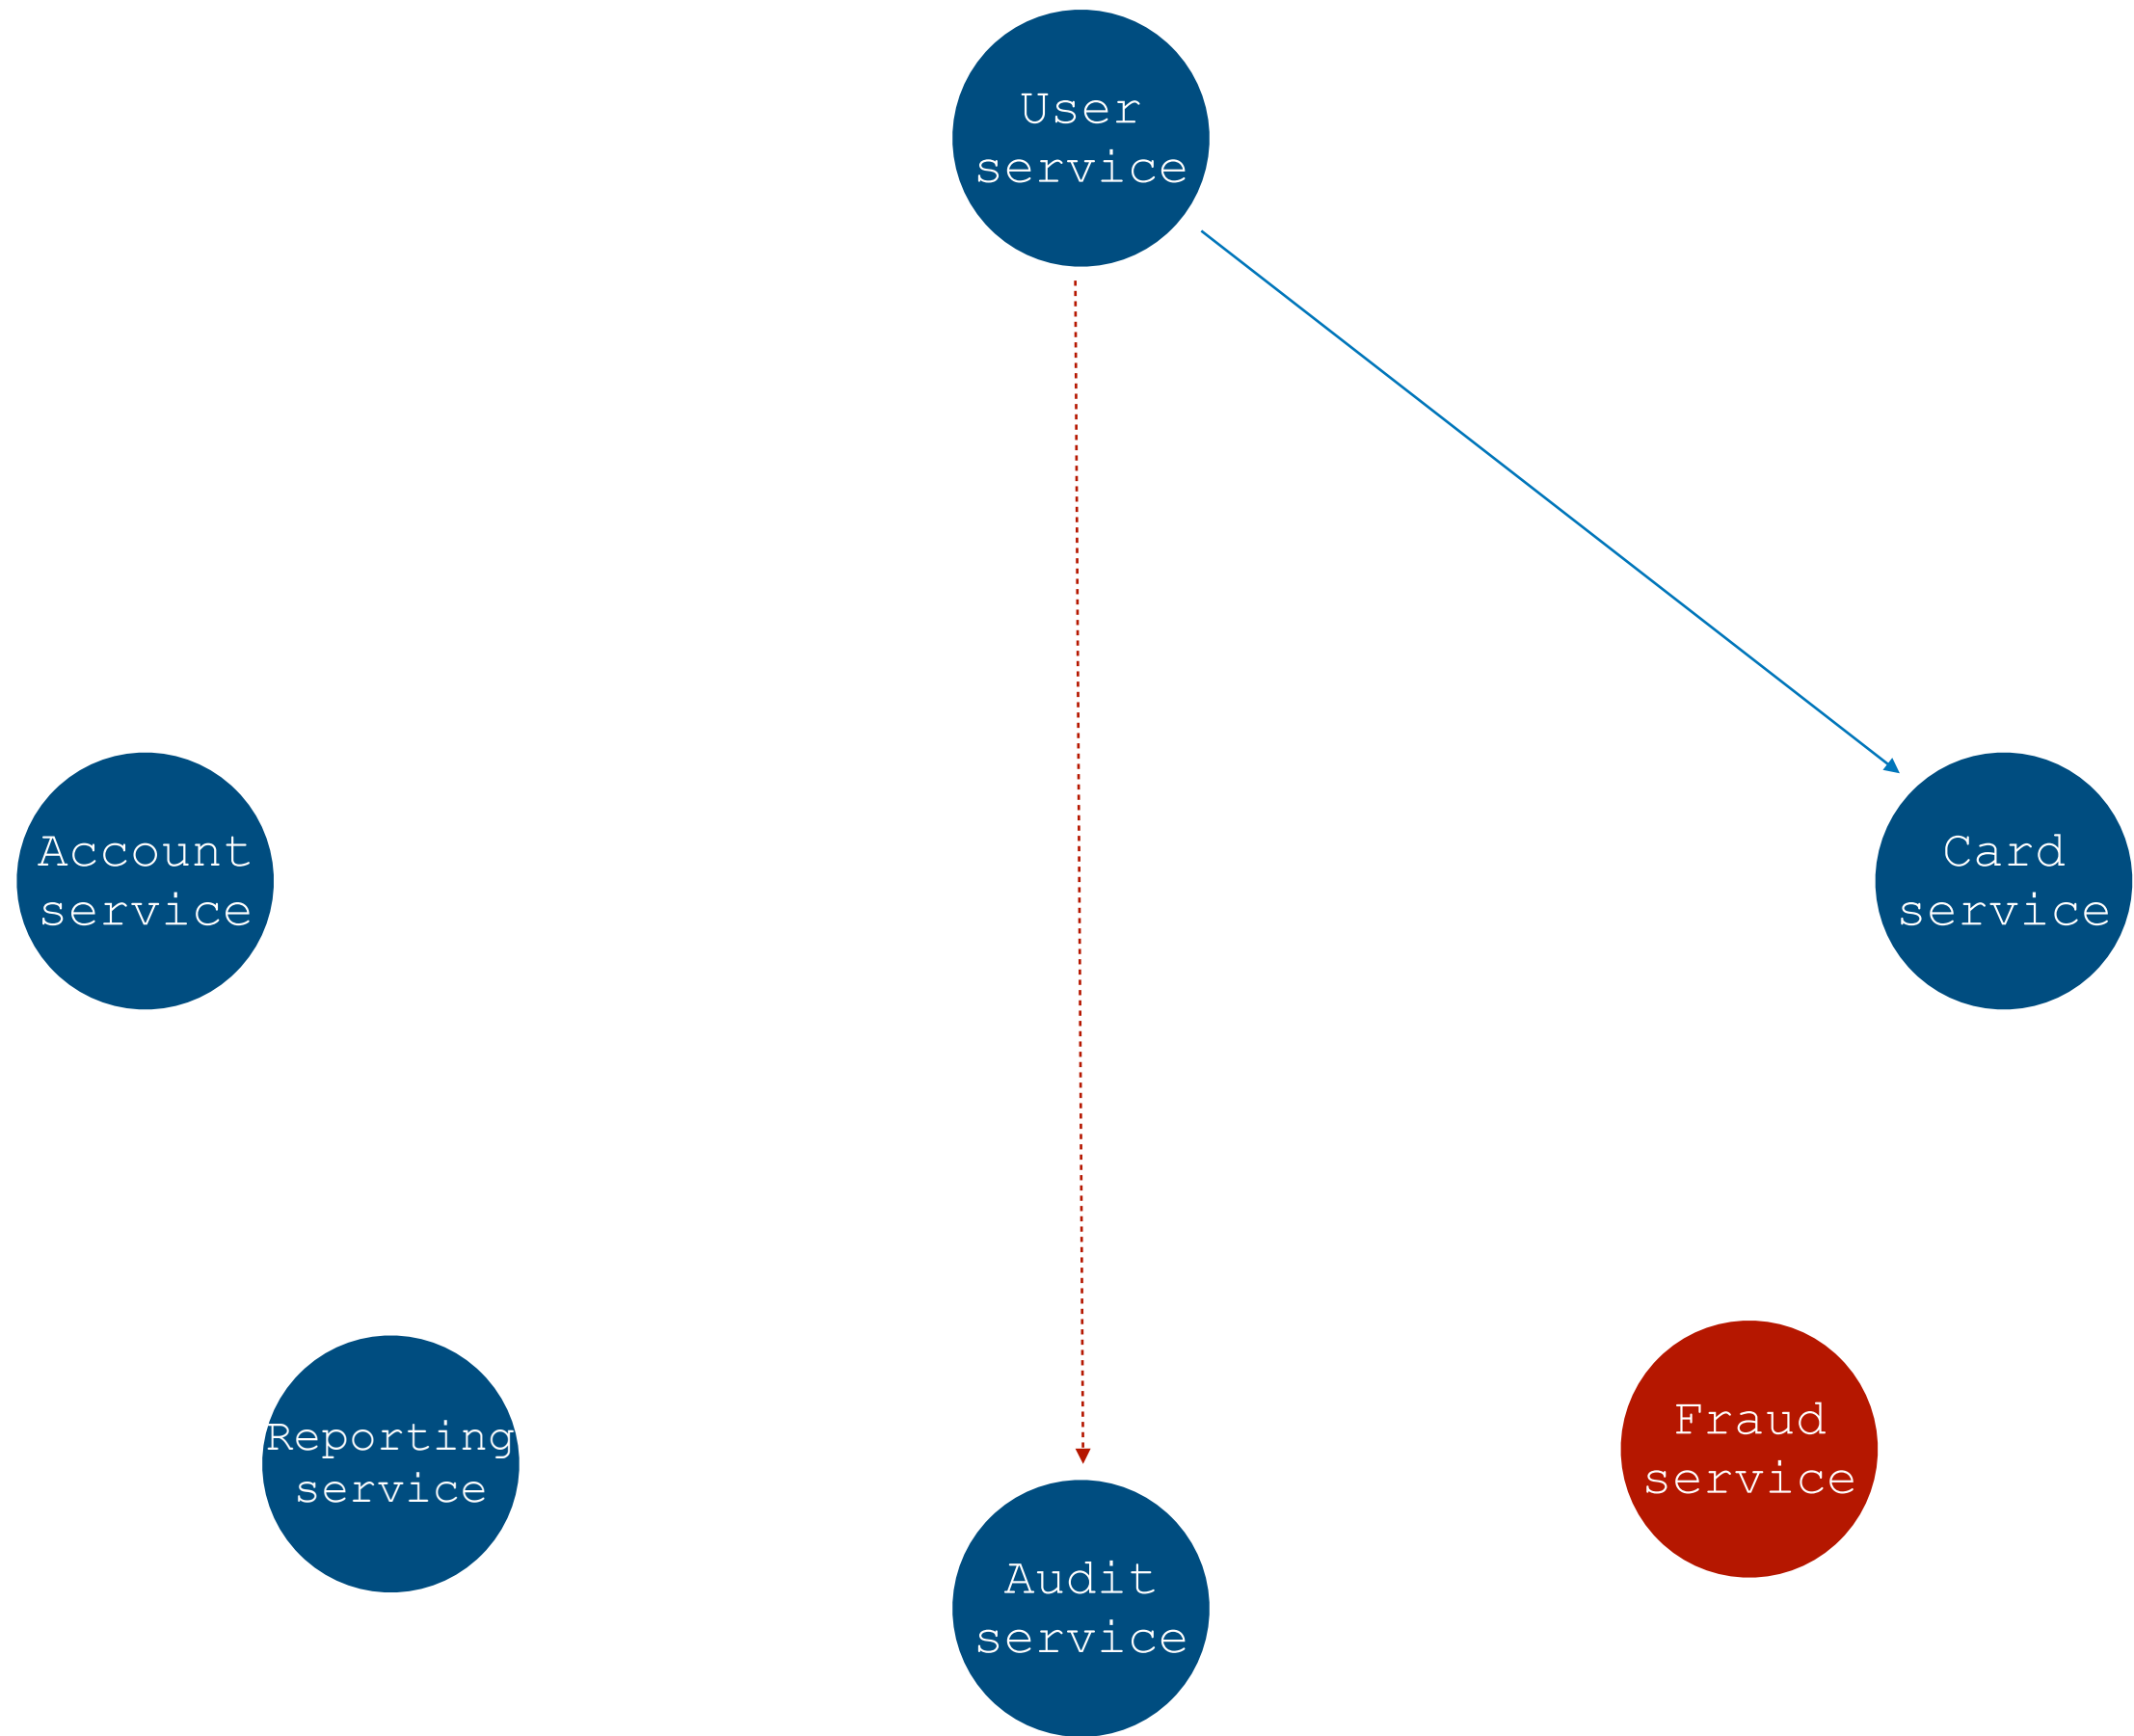 User
service
Account
service
Card
service
Reporting
service
Fraud
service
Audit
service